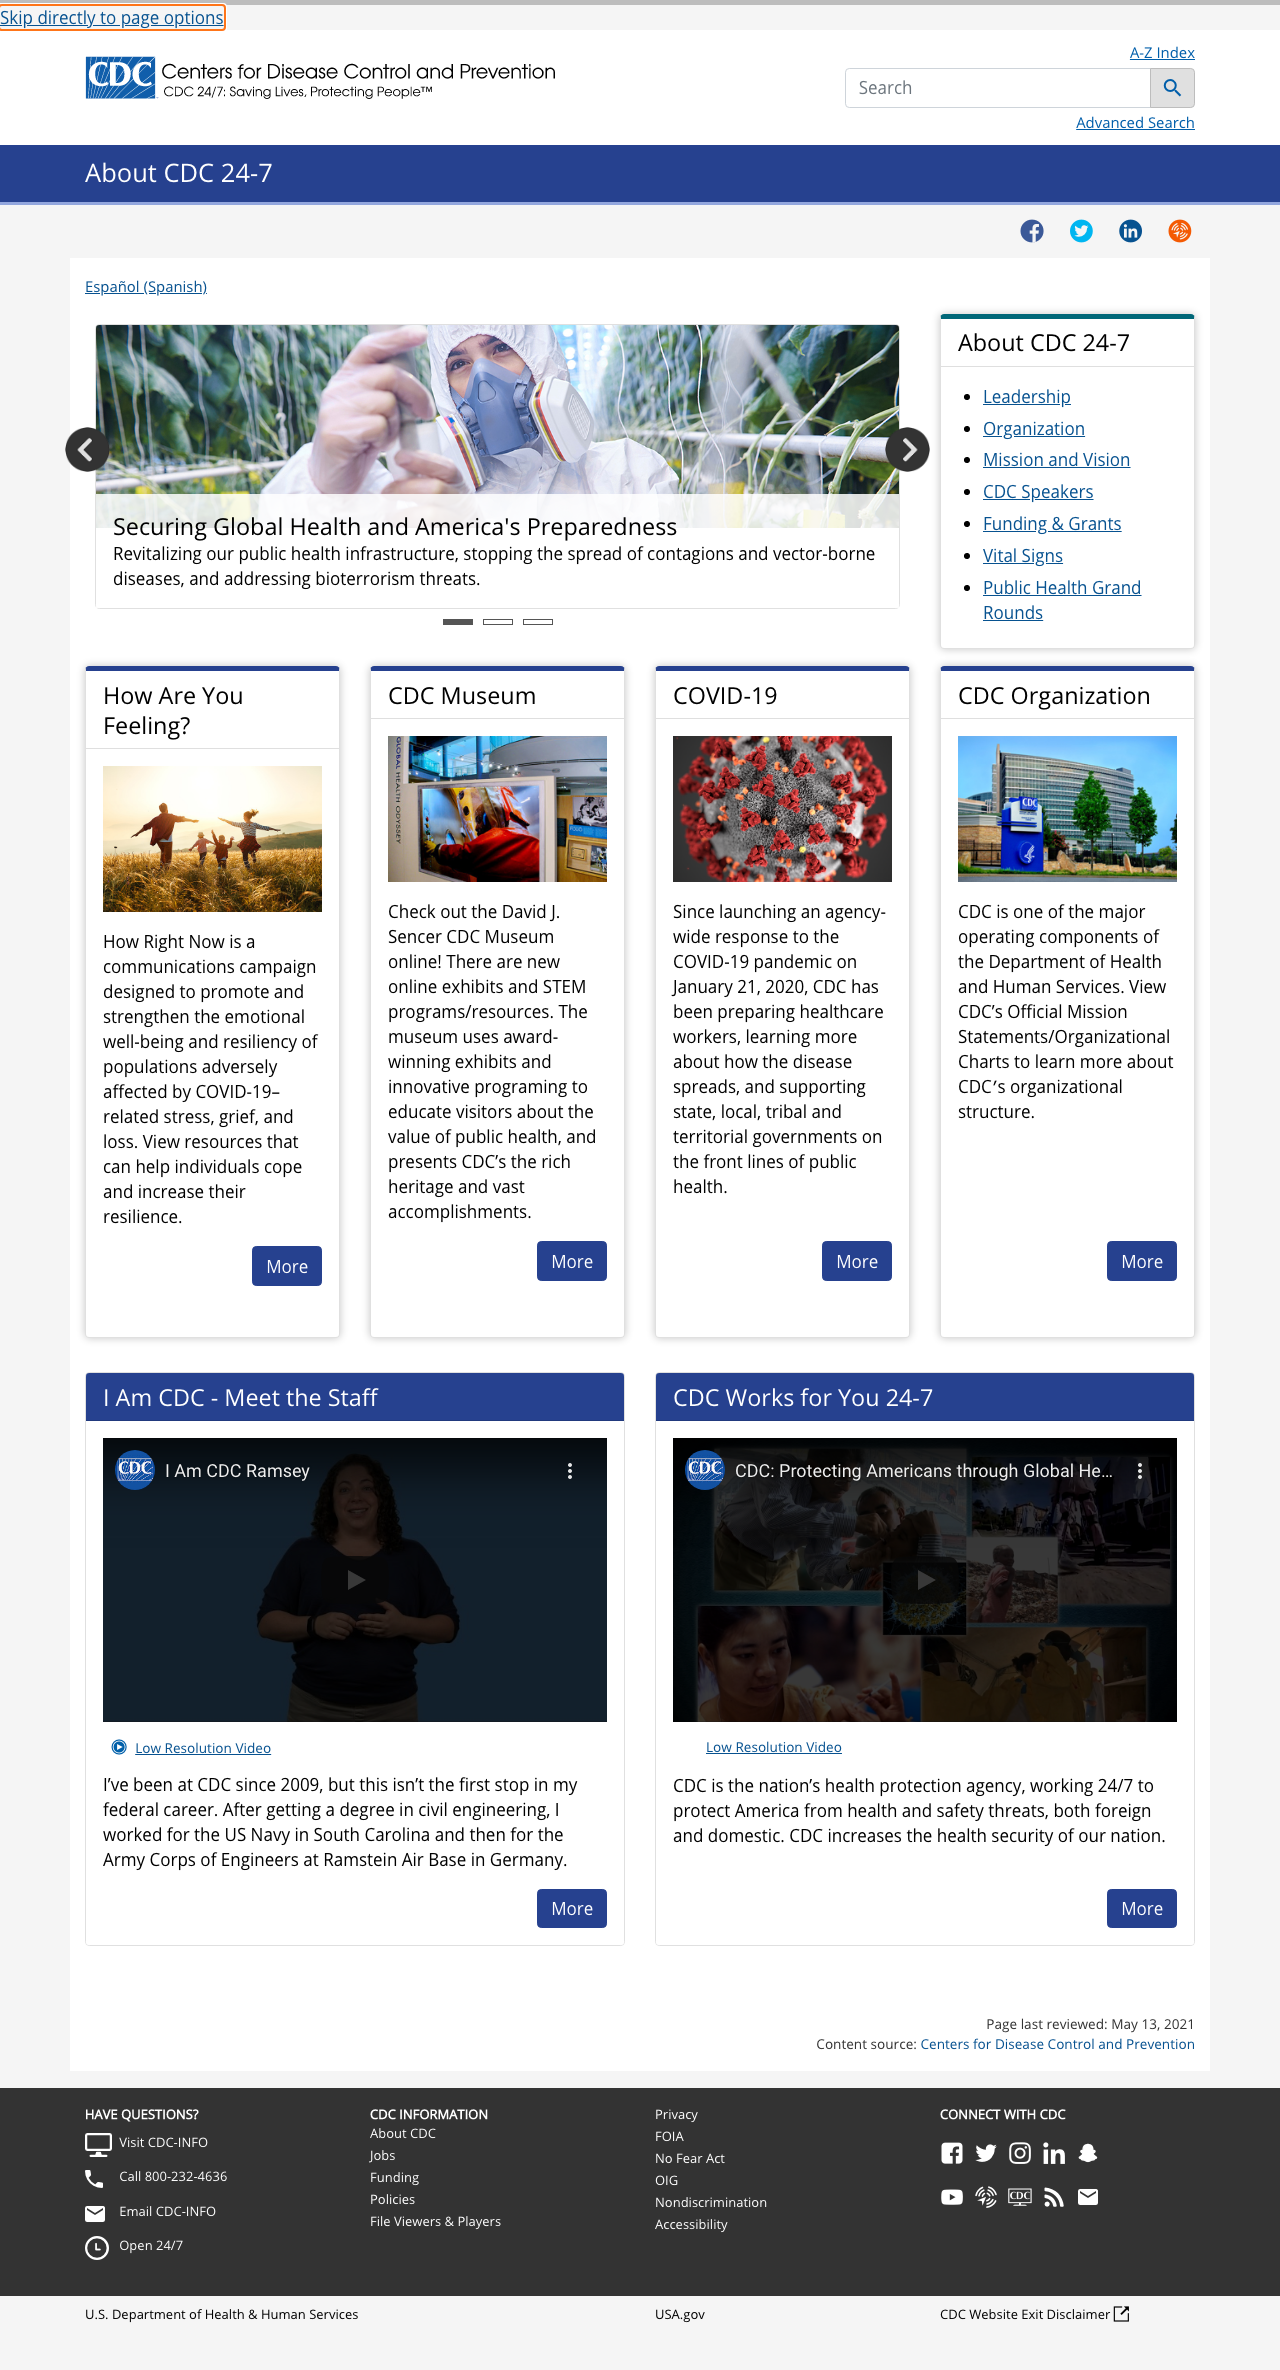 Skip directly to page options
A-Z Index
CDC Centers for Disease Control and Prevention
CDC 24/7: Saving Lives, Protecting People™
Search
Advanced Search
About CDC 24-7
Español (Spanish)
Securing Global Health and America's Preparedness
Revitalizing our public health infrastructure, stopping the spread of contagions and vector-borne
diseases, and addressing bioterrorism threats.
About CDC 24-7
Leadership
Organization
Mission and Vision
CDC Speakers
Funding & Grants
Vital Signs
Public Health Grand
Rounds
How Are You
Feeling?
How Right Now is a
communications campaign
designed to promote and
strengthen the emotional
well-being and resiliency of
populations adversely
affected by COVID-19–
related stress, grief, and
loss. View resources that
can help individuals cope
and increase their
resilience.
More
CDC Museum
GLOBAL HEALTH ODYSSEY
Check out the David J.
Sencer CDC Museum
online! There are new
online exhibits and STEM
programs/resources. The
museum uses award-
winning exhibits and
innovative programing to
educate visitors about the
value of public health, and
presents CDC’s the rich
heritage and vast
accomplishments.
More
COVID-19
Since launching an agency-
wide response to the
COVID-19 pandemic on
January 21, 2020, CDC has
been preparing healthcare
workers, learning more
about how the disease
spreads, and supporting
state, local, tribal and
territorial governments on
the front lines of public
health.
More
CDC Organization
CDC
CDC is one of the major
operating components of
the Department of Health
and Human Services. View
CDC’s Official Mission
Statements/Organizational
Charts to learn more about
CDC′s organizational
structure.
More
I Am CDC - Meet the Staff
CDC I Am CDC Ramsey
Low Resolution Video
I’ve been at CDC since 2009, but this isn’t the first stop in my
federal career. After getting a degree in civil engineering, I
worked for the US Navy in South Carolina and then for the
Army Corps of Engineers at Ramstein Air Base in Germany.
More
CDC Works for You 24-7
CDC CDC: Protecting Americans through Global He...
Low Resolution Video
CDC is the nation’s health protection agency, working 24/7 to
protect America from health and safety threats, both foreign
and domestic. CDC increases the health security of our nation.
More
Page last reviewed: May 13, 2021
Content source: Centers for Disease Control and Prevention
HAVE QUESTIONS?
Visit CDC-INFO
Call 800-232-4636
Email CDC-INFO
Open 24/7
CDC INFORMATION
About CDC
Jobs
Funding
Policies
File Viewers & Players
Privacy
FOIA
No Fear Act
OIG
Nondiscrimination
Accessibility
CONNECT WITH CDC
CDC
U.S. Department of Health & Human Services
USA.gov
CDC Website Exit Disclaimer